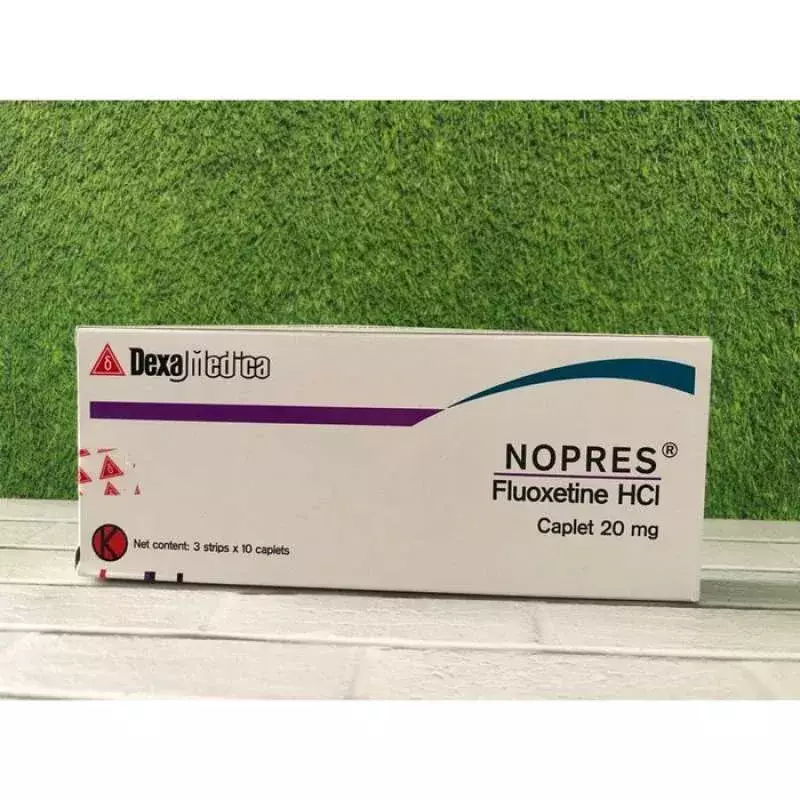 δ DexaMedica
NOPRES®
Fluoxetine HCl
Caplet 20 mg
δ
K Net content: 3 strips x 10 caplets